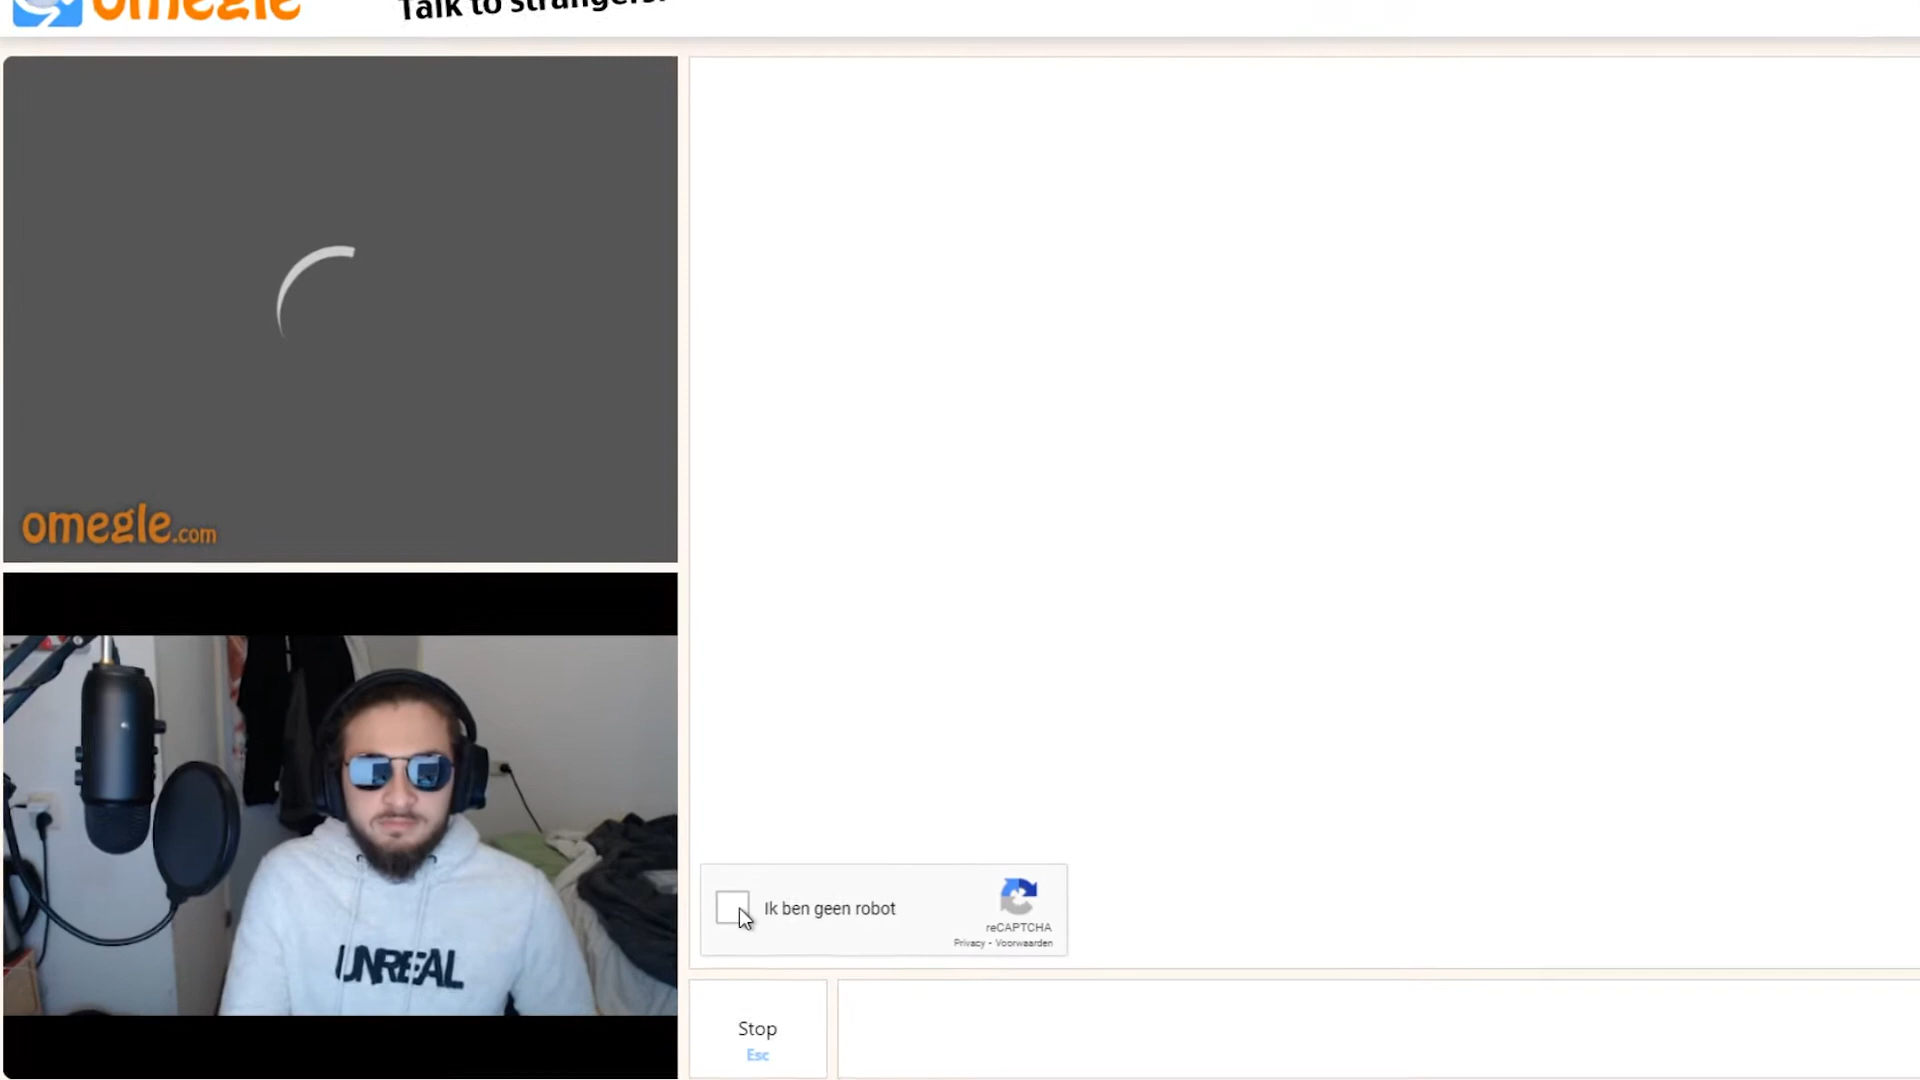 omegle
Talk to strangers!
omegle.com
UNREAL
Ik ben geen robot
reCAPTCHA
Privacy - Voorwaarden
Stop
Esc